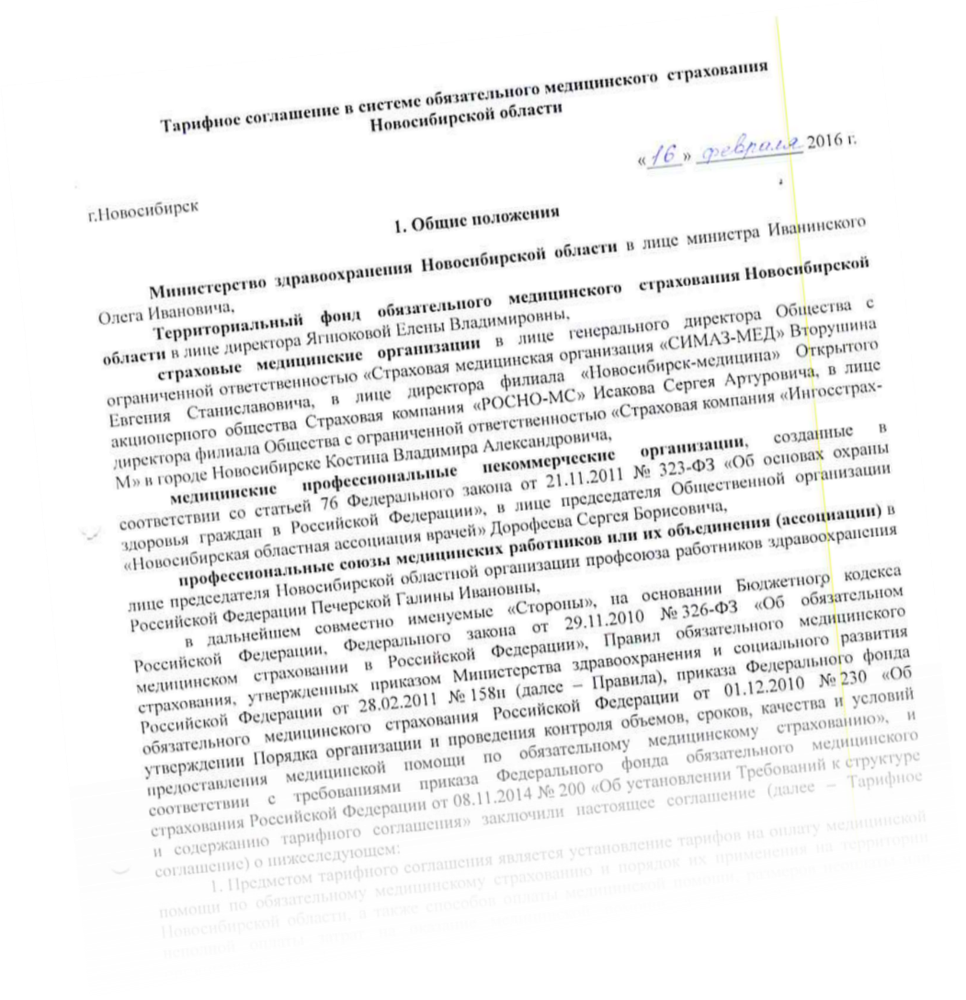 Тарифное соглашение в системе обязательного медицинского страхования
Новосибирской области
«16» февраля 2016 г.
г.Новосибирск
1. Общие положения
Министерство здравоохранения Новосибирской области в лице министра Иванинского
Олега Ивановича,
Территориальный фонд обязательного медицинского страхования Новосибирской
области в лице директора Ягнюковой Елены Владимировны,
страховые медицинские организации в лице генерального директора Общества с
ограниченной ответственностью «Страховая медицинская организация «СИМАЗ-МЕД» Вторушина
Евгения Станиславовича, в лице директора филиала «Новосибирск-медицина» Открытого
акционерного общества Страховая компания «РОСНО-МС» Исакова Сергея Артуровича, в лице
директора филиала Общества с ограниченной ответственностью «Страховая компания «Ингосстрах-
М» в городе Новосибирске Костина Владимира Александровича,
медицинские профессиональные некоммерческие организации, созданные в
соответствии со статьей 76 Федерального закона от 21.11.2011 № 323-ФЗ «Об основах охраны
здоровья граждан в Российской Федерации», в лице председателя Общественной организации
«Новосибирская областная ассоциация врачей» Дорофеева Сергея Борисовича,
профессиональные союзы медицинских работников или их объединения (ассоциации) в
лице председателя Новосибирской областной организации профсоюза работников здравоохранения
Российской Федерации Печерской Галины Ивановны,
в дальнейшем совместно именуемые «Стороны», на основании Бюджетного кодекса
Российской Федерации, Федерального закона от 29.11.2010 №326-ФЗ «Об обязательном
медицинском страховании в Российской Федерации», Правил обязательного медицинского
страхования, утвержденных приказом Министерства здравоохранения и социального развития
Российской Федерации от 28.02.2011 №158н (далее – Правила), приказа Федерального фонда
обязательного медицинского страхования Российской Федерации от 01.12.2010 №230 «Об
утверждении Порядка организации и проведения контроля объемов, сроков, качества и условий
предоставления медицинской помощи по обязательному медицинскому страхованию», и
соответствии с требованиями приказа Федерального фонда обязательного медицинского
страхования Российской Федерации от 08.11.2014 № 200 «Об установлении Требований к структуре
и содержанию тарифного соглашения» заключили настоящее соглашение (далее – Тарифное
соглашение) о нижееследующем:
1. Предметом тарифного соглашения является установление тарифов на оплату медицинской
помощи по обязательному медицинскому страхованию и порядок их применения на территории
Новосибирской области, а также способов оплаты медицинской помощи